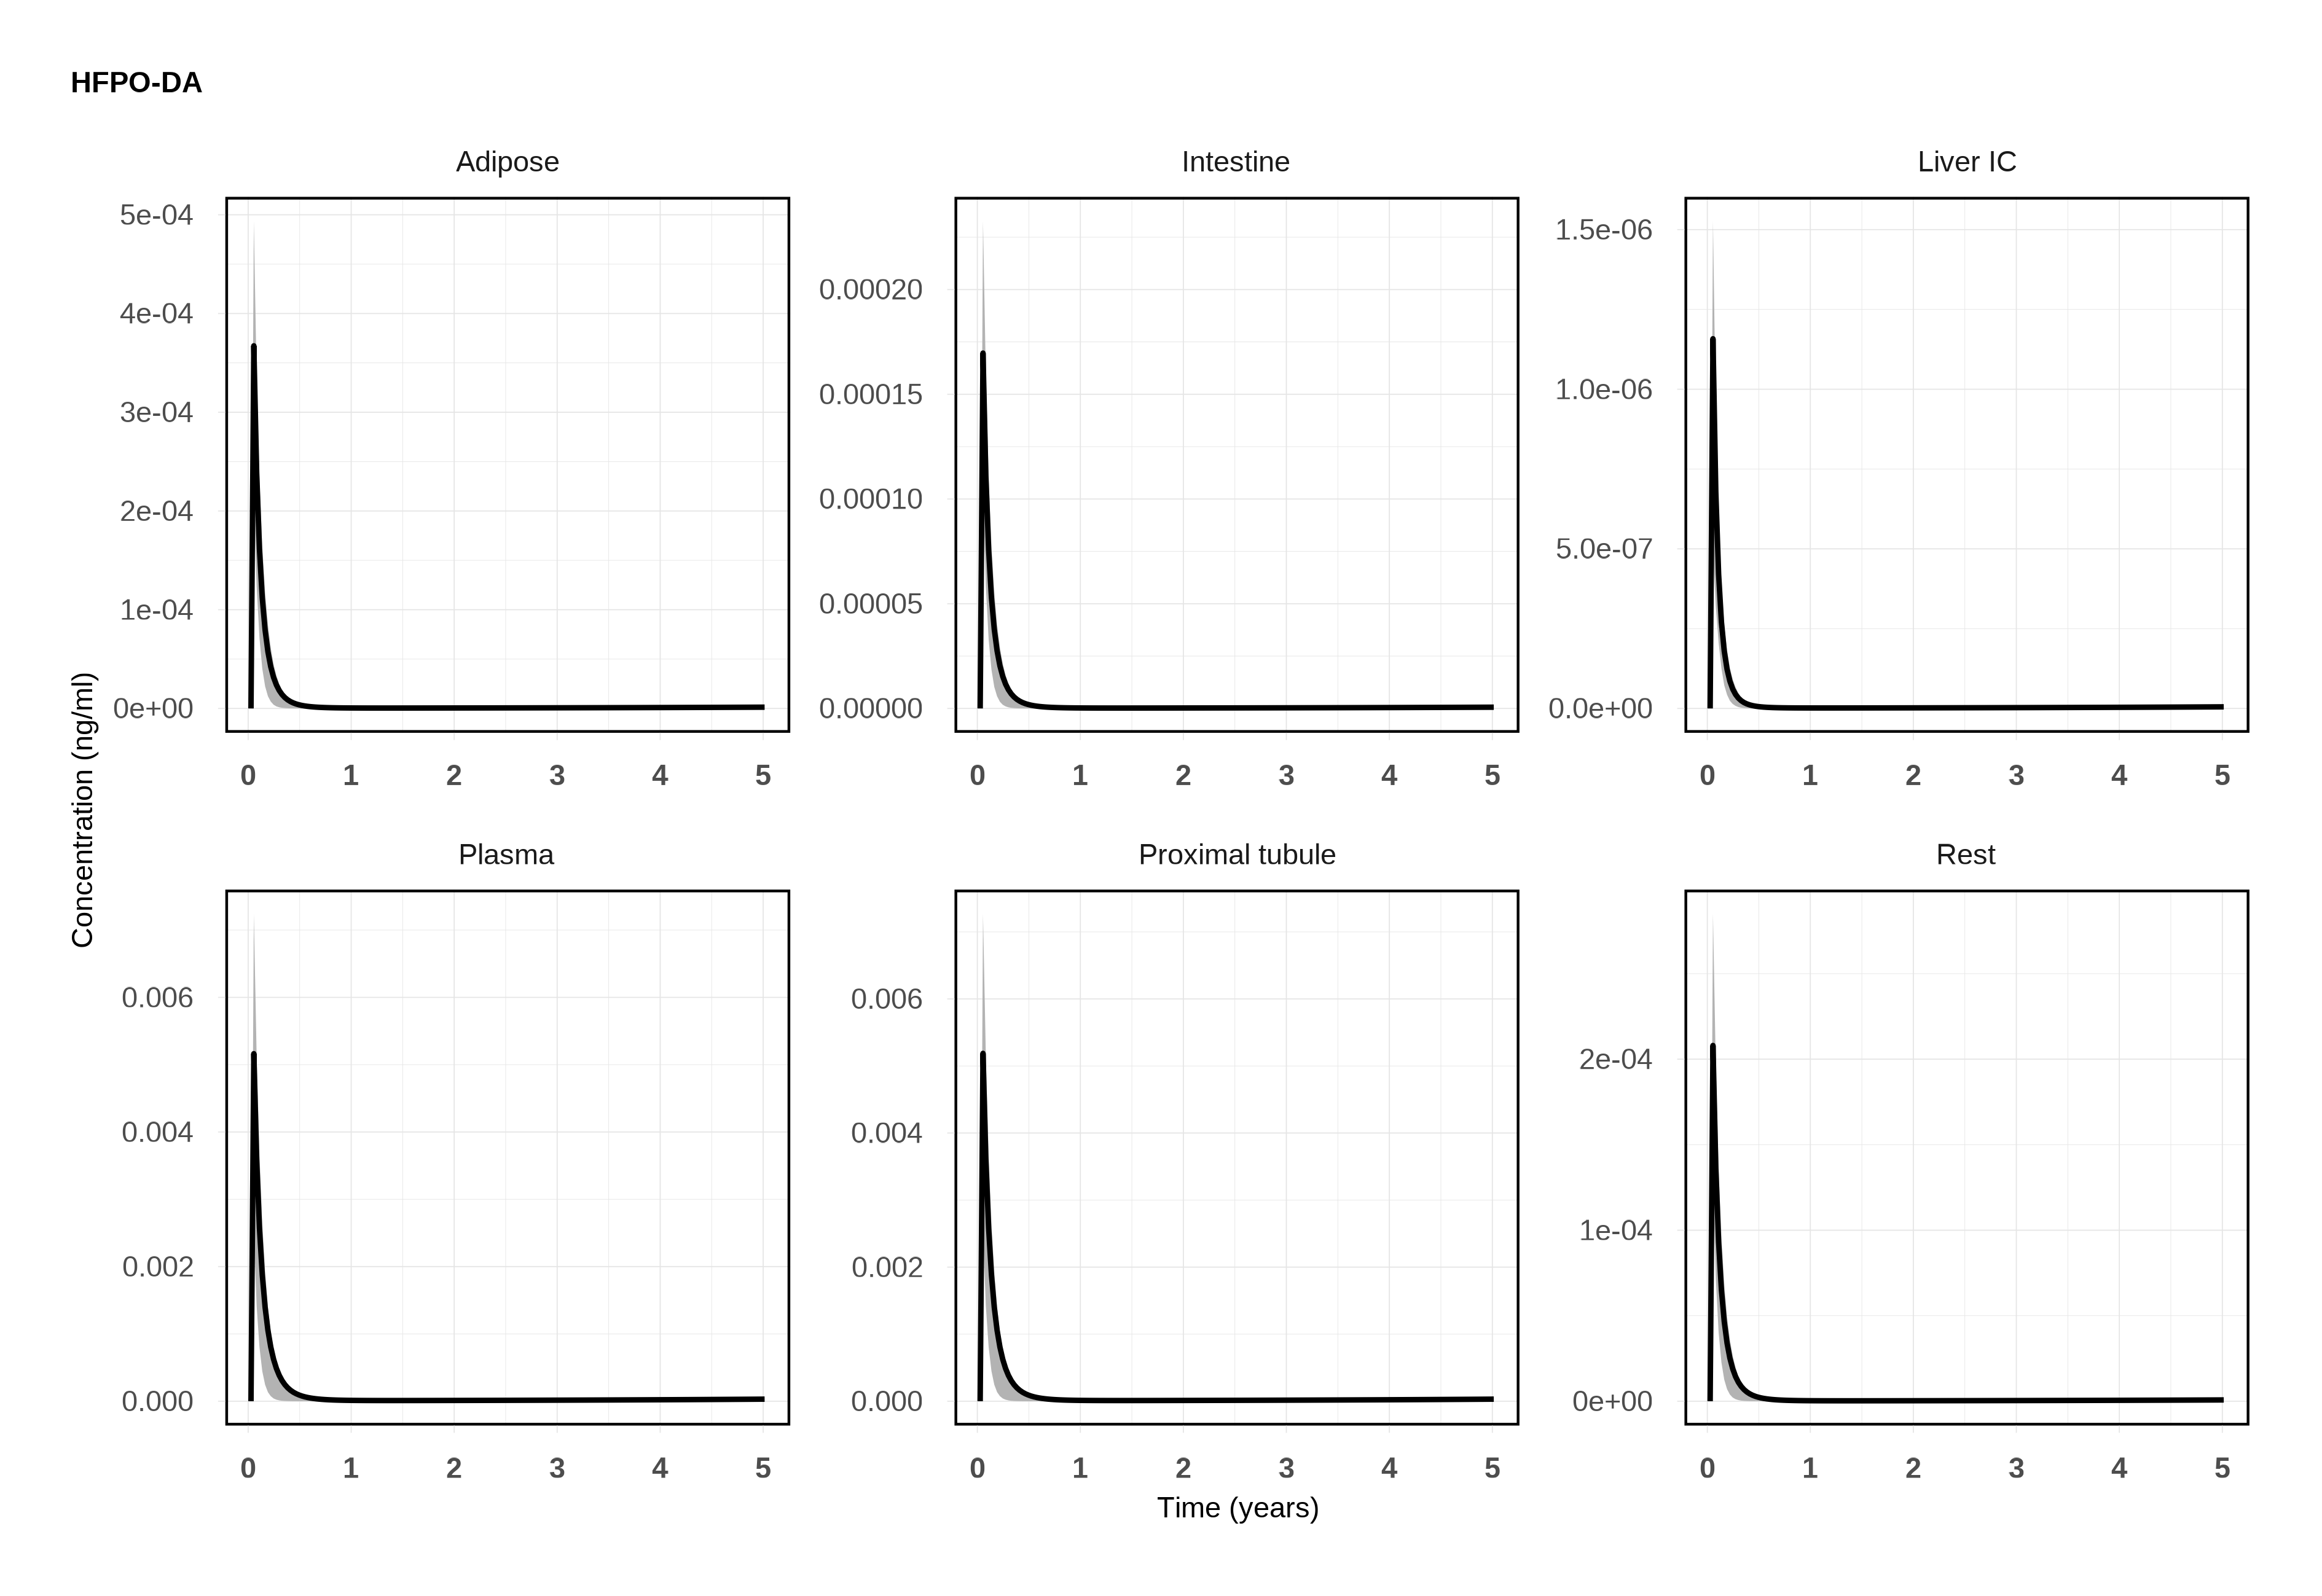 HFPO-DA
Adipose
Intestine
Liver IC
5e-04
4e-04
3e-04
2e-04
1e-04
0e+00
0.00020
0.00015
0.00010
0.00005
0.00000
1.5e-06
1.0e-06
5.0e-07
0.0e+00
0 1 2 3 4 5
0 1 2 3 4 5
0 1 2 3 4 5
Concentration (ng/ml)
Plasma
Proximal tubule
Rest
0.006
0.004
0.002
0.000
0.006
0.004
0.002
0.000
2e-04
1e-04
0e+00
0 1 2 3 4 5
0 1 2 3 4 5
0 1 2 3 4 5
Time (years)